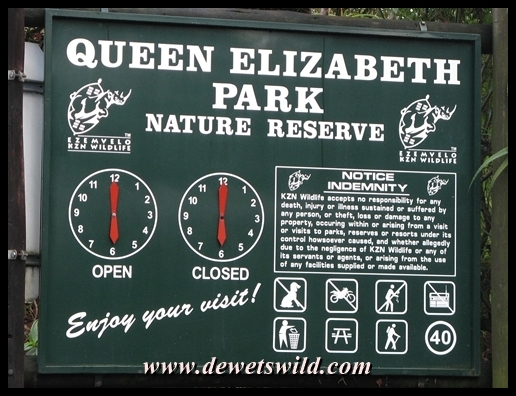 QUEEN ELIZABETH
PARK
NATURE RESERVE
EZEMVELO
KZN WILDLIFE
TM
EZEMVELO
KZN WILDLIFE
TM
12
11 1
10 2
9 3
8 4
7 5
6
OPEN
12
11 1
10 2
9 3
8 4
7 5
6
CLOSED
NOTICE
INDEMNITY
KZN Wildlife accepts no responsibility for any
death, injury or illness sustained or suffered by
any person, or theft, loss or damage to any
property, occuring within or arising from a visit
or visits to parks, reserves or resorts under its
control howsoever caused, and whether allegedly
due to the negligence of KZN Wildlife or any of
its servants or agents, or arising from the use
of any facilities supplied or made available.
Enjoy your visit!
40
www.dewetswild.com